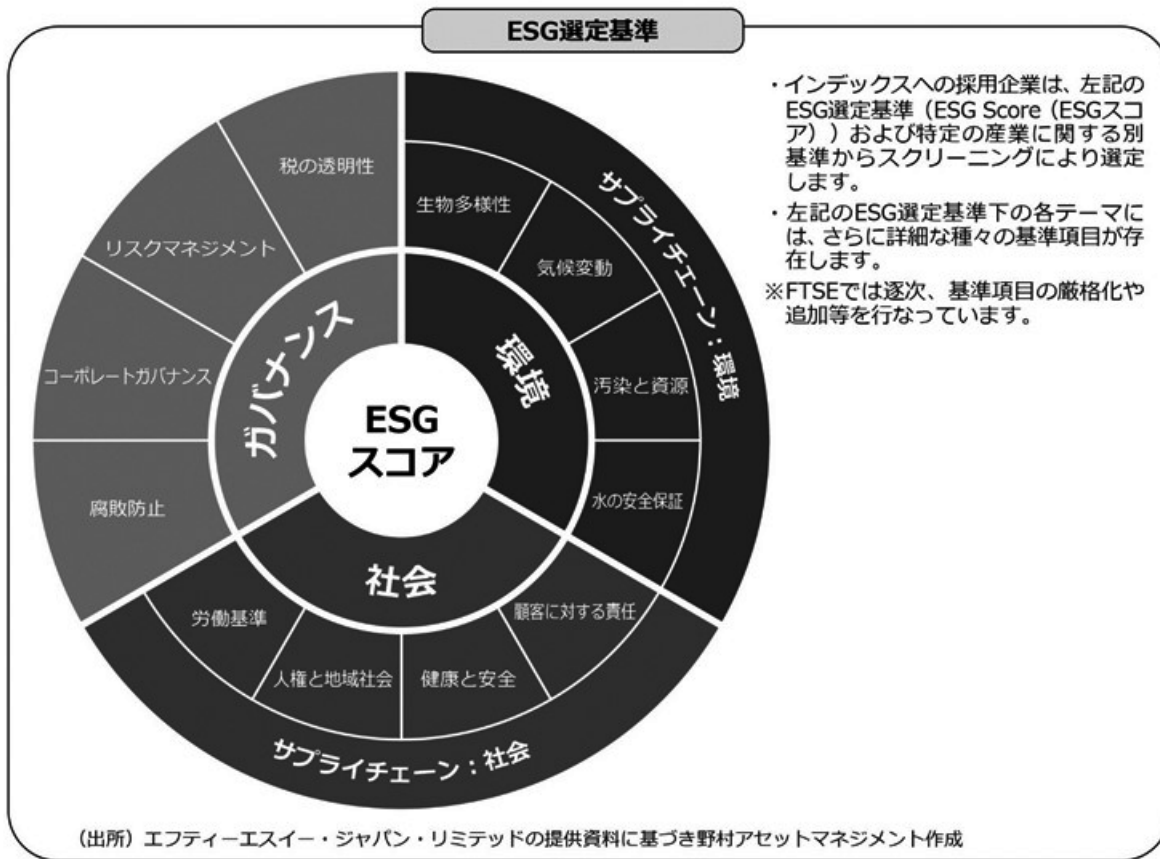 ESG選定基準
税の透明性
リスクマネジメント
コーポレートガバナンス
腐敗防止
ガバナンス
生物多様性
気候変動
汚染と資源
水の安全保証
環境
サプライチェーン：環境
ESG
スコア
社会
労働基準
人権と地域社会
健康と安全
顧客に対する責任
サプライチェーン：社会
・インデックスへの採用企業は、左記の
ESG選定基準（ESG Score（ESGスコ
ア））および特定の産業に関する別
基準からスクリーニングにより選定
します。
・左記のESG選定基準下の各テーマに
は、さらに詳細な種々の基準項目が存
在します。
※FTSEでは逐次、基準項目の厳格化や
追加等を行なっています。
（出所）エフティーエスイー・ジャパン・リミテッドの提供資料に基づき野村アセットマネジメント作成